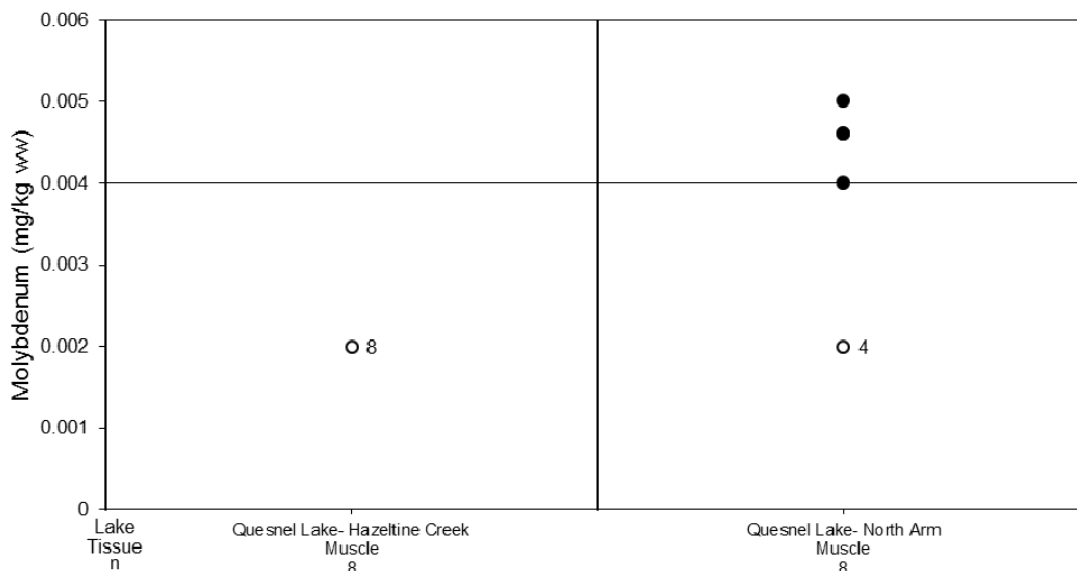 Molybdenum (mg/kg ww)
0.006
0.005
0.004
0.003
0.002
0.001
0
8
4
Lake
Tissue
n
Quesnel Lake- Hazeltine Creek
Muscle
8
Quesnel Lake- North Arm
Muscle
8